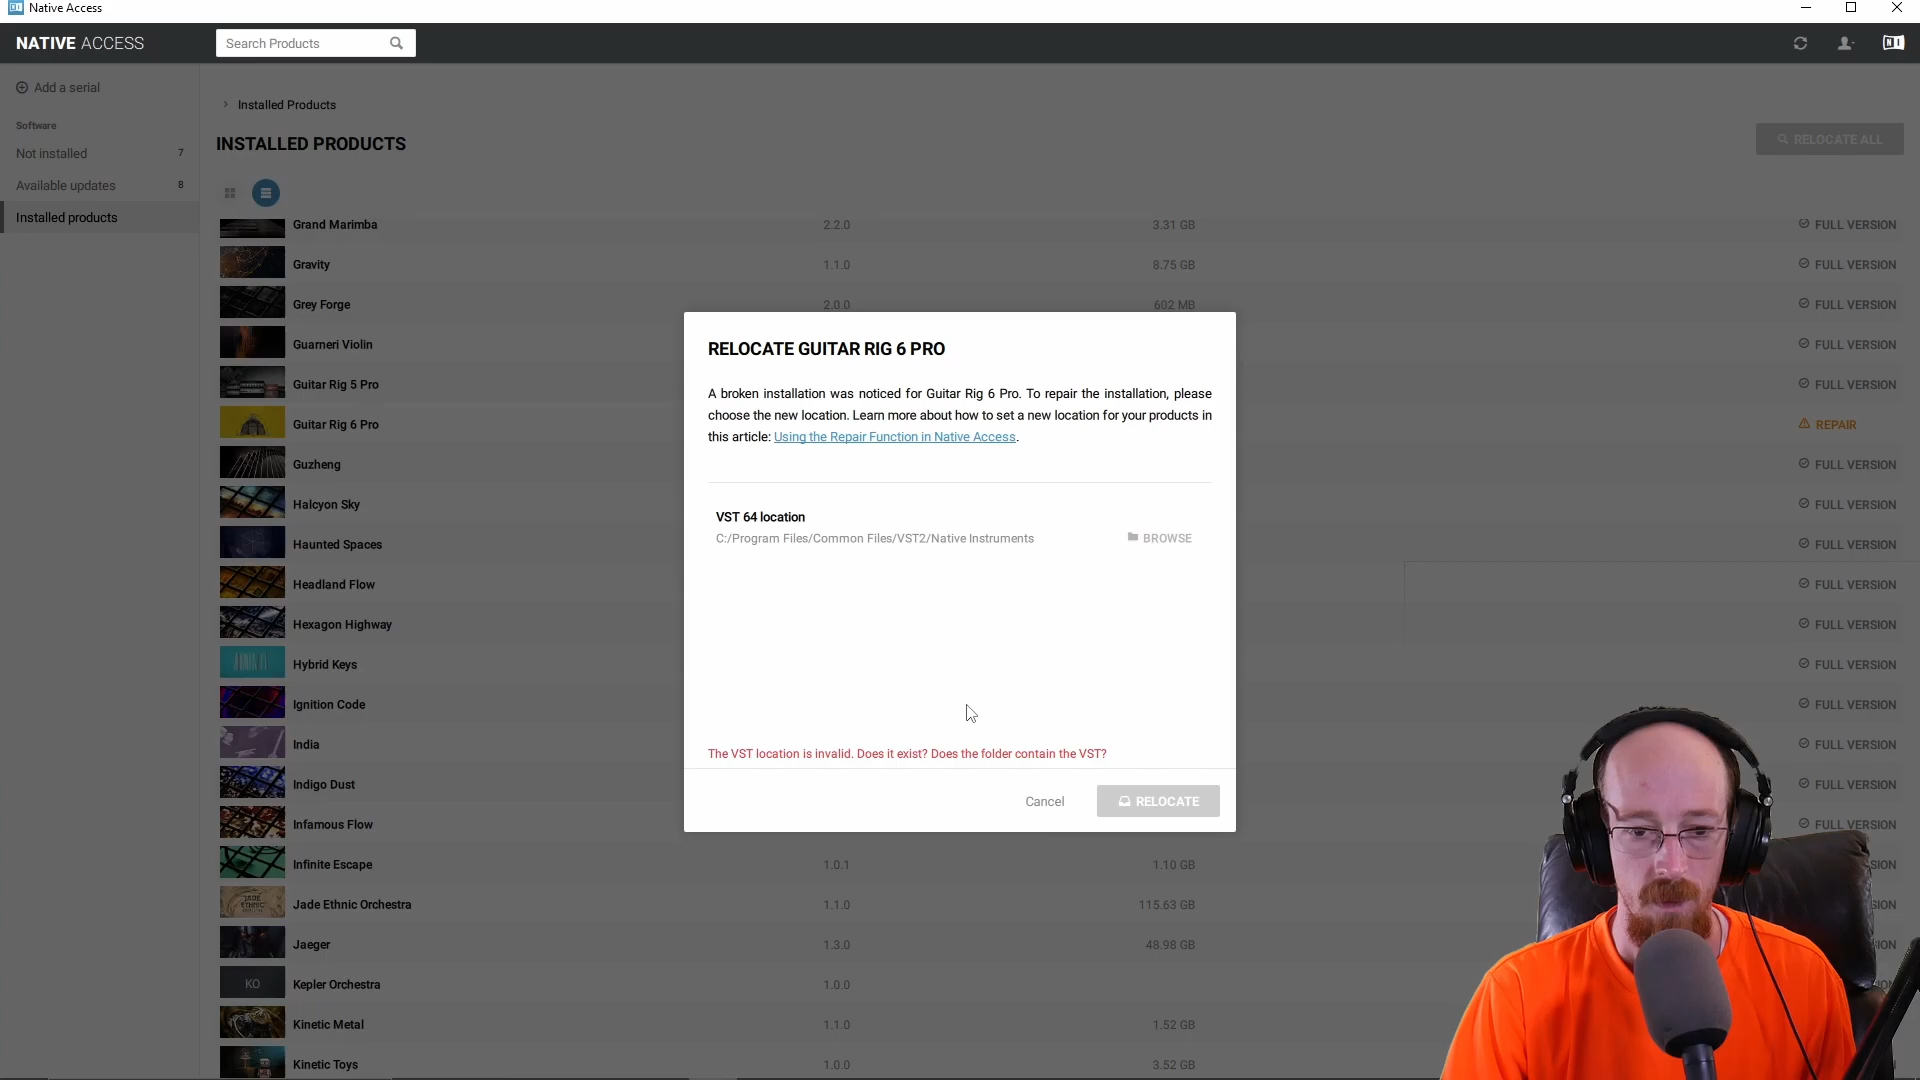 Native Access
NATIVE ACCESS
Search Products
Add a serial
Software
Not installed 7
Available updates 8
Installed products
Installed Products
INSTALLED PRODUCTS
RELOCATE ALL
Grand Marimba 2.2.0 3.31 GB FULL VERSION
Gravity 1.1.0 8.75 GB FULL VERSION
Grey Forge 2.0.0 602 MB FULL VERSION
Guarneri Violin FULL VERSION
Guitar Rig 5 Pro FULL VERSION
Guitar Rig 6 Pro REPAIR
Guzheng FULL VERSION
Halcyon Sky FULL VERSION
Haunted Spaces FULL VERSION
Headland Flow FULL VERSION
Hexagon Highway FULL VERSION
Hybrid Keys FULL VERSION
Ignition Code FULL VERSION
India FULL VERSION
Indigo Dust FULL VERSION
Infamous Flow FULL VERSION
Infinite Escape 1.0.1 1.10 GB SION
JADE ETHNIC ORCHESTRA
Jade Ethnic Orchestra 1.1.0 115.63 GB SION
Jaeger 1.3.0 48.98 GB ION
KO Kepler Orchestra 1.0.0
Kinetic Metal 1.1.0 1.52 GB
Kinetic Toys 1.0.0 3.52 GB
RELOCATE GUITAR RIG 6 PRO
A broken installation was noticed for Guitar Rig 6 Pro. To repair the installation, please
choose the new location. Learn more about how to set a new location for your products in
this article: Using the Repair Function in Native Access.
VST 64 location
C:/Program Files/Common Files/VST2/Native Instruments BROWSE
The VST location is invalid. Does it exist? Does the folder contain the VST?
Cancel RELOCATE